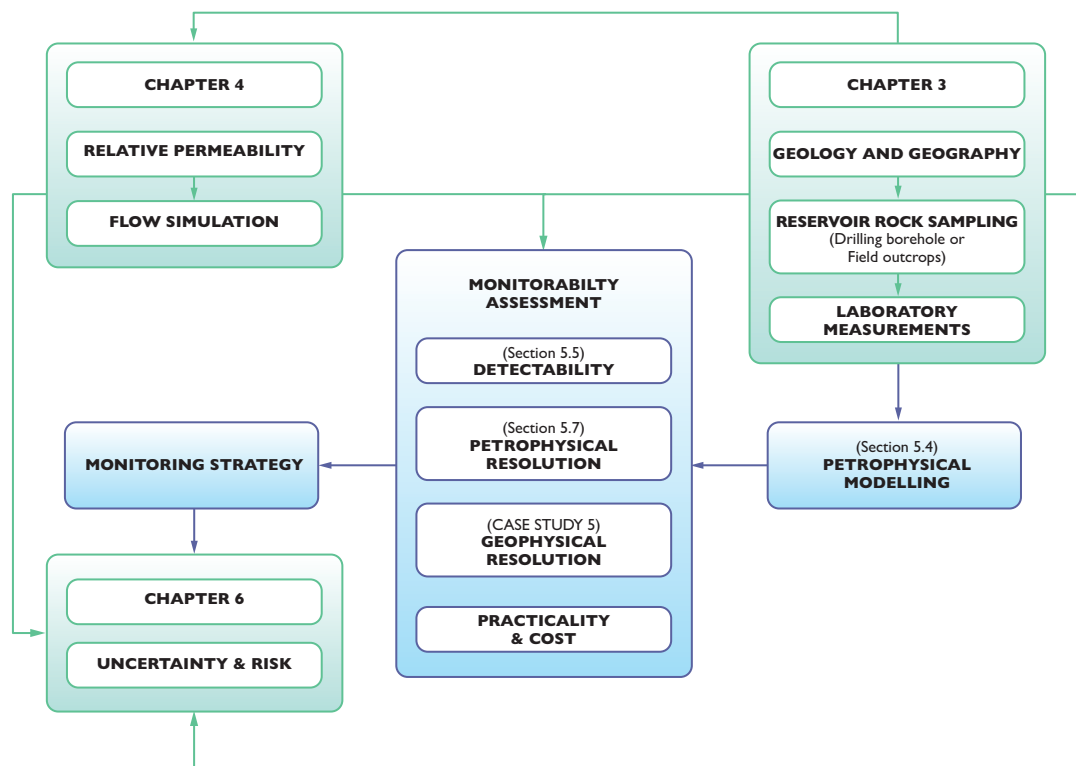 CHAPTER 4
RELATIVE PERMEABILITY
FLOW SIMULATION
CHAPTER 3
GEOLOGY AND GEOGRAPHY
RESERVOIR ROCK SAMPLING
(Drilling borehole or
Field outcrops)
LABORATORY
MEASUREMENTS
MONITORABILTY
ASSESSMENT
(Section 5.5)
DETECTABILITY
(Section 5.7)
PETROPHYSICAL
RESOLUTION
(CASE STUDY 5)
GEOPHYSICAL
RESOLUTION
PRACTICALITY
& COST
(Section 5.4)
PETROPHYSICAL
MODELLING
MONITORING STRATEGY
CHAPTER 6
UNCERTAINTY & RISK